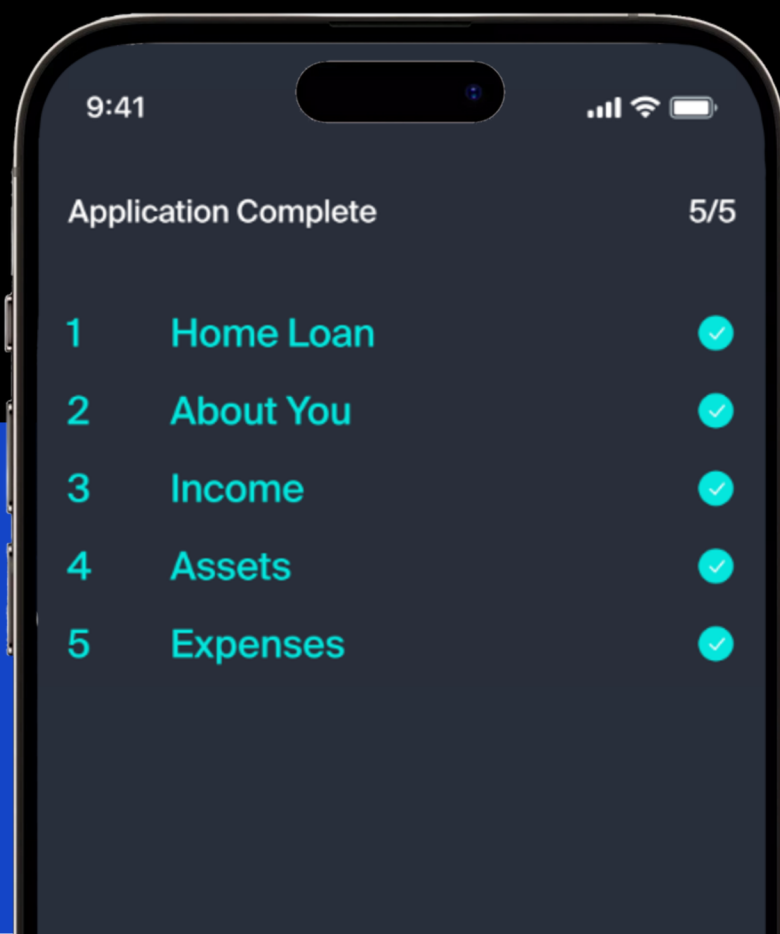 9:41
Application Complete 5/5
1 Home Loan
2 About You
3 Income
4 Assets
5 Expenses